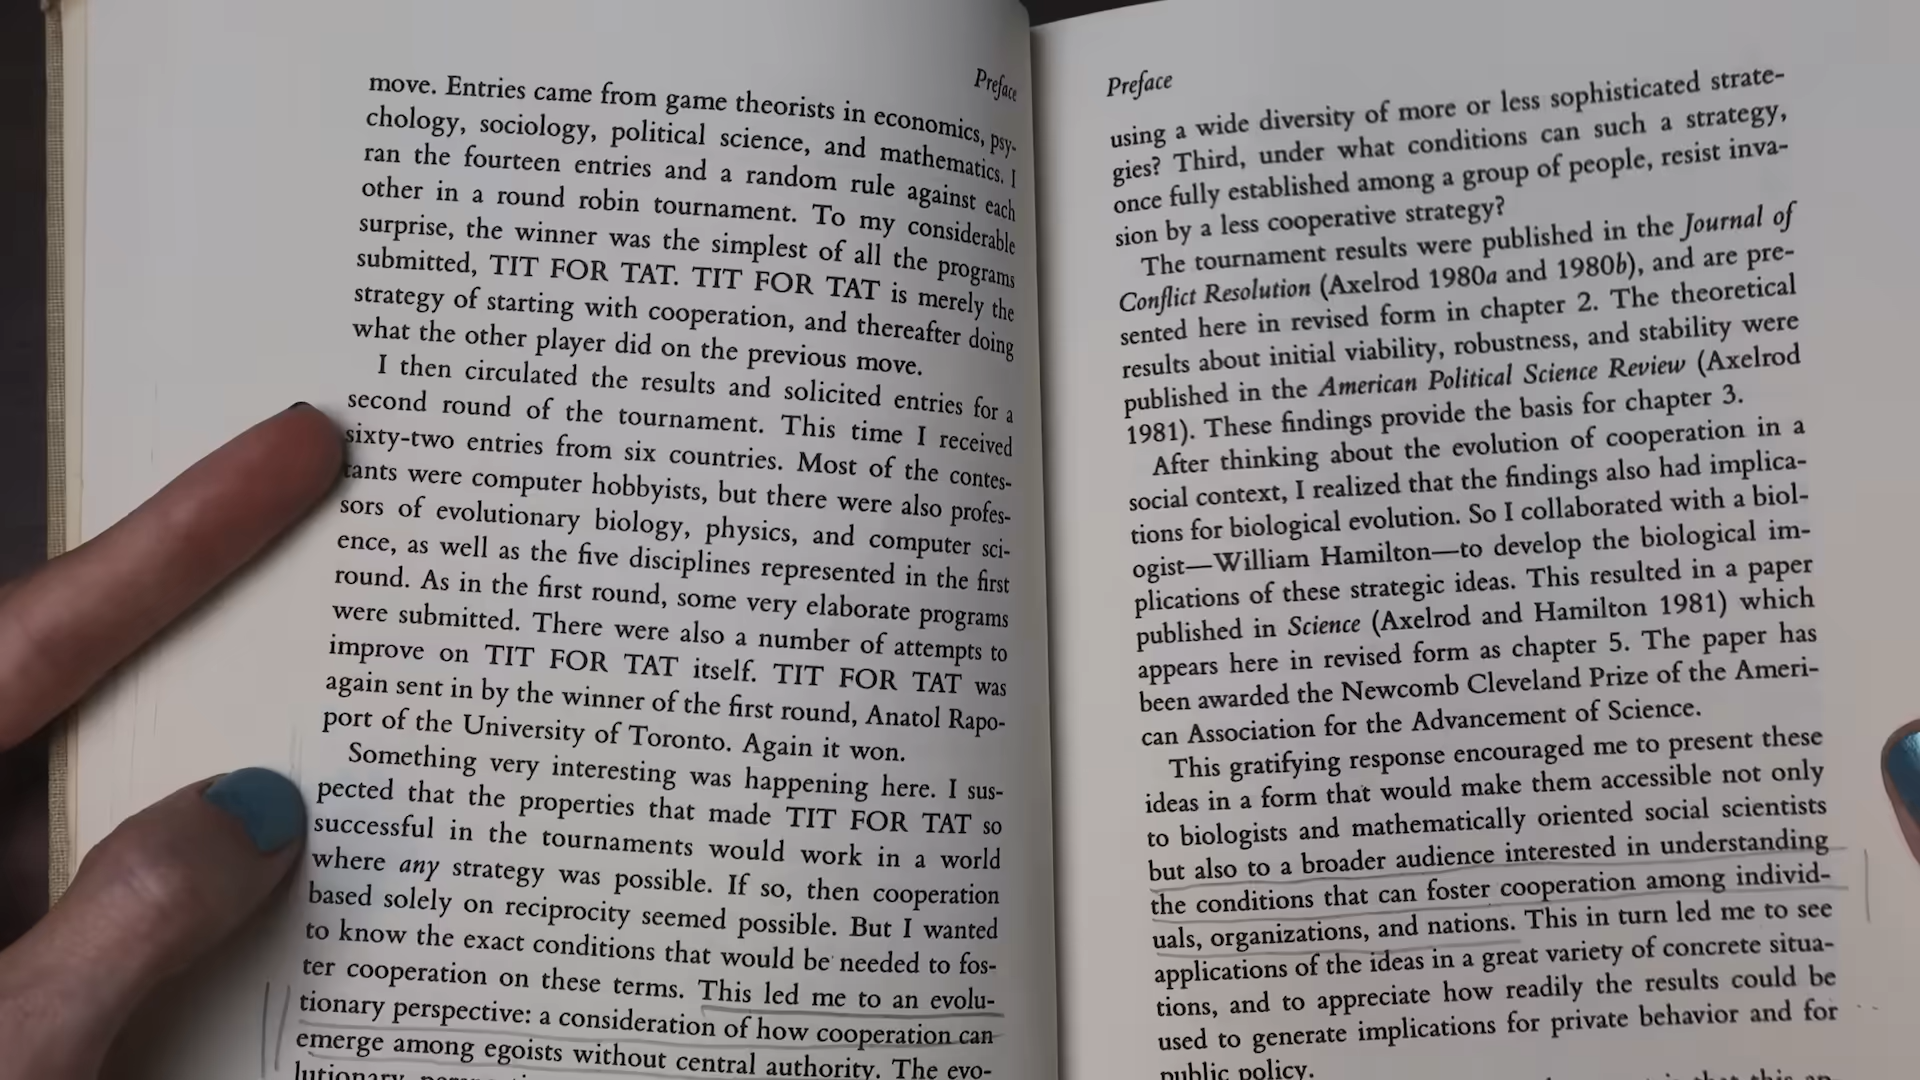 Preface
move. Entries came from game theorists in economics, psy-
chology, sociology, political science, and mathematics. I
ran the fourteen entries and a random rule against each
other in a round robin tournament. To my considerable
surprise, the winner was the simplest of all the programs
submitted, TIT FOR TAT. TIT FOR TAT is merely the
strategy of starting with cooperation, and thereafter doing
what the other player did on the previous move.
I then circulated the results and solicited entries for a
second round of the tournament. This time I received
sixty-two entries from six countries. Most of the contes-
tants were computer hobbyists, but there were also profes-
sors of evolutionary biology, physics, and computer sci-
ence, as well as the five disciplines represented in the first
round. As in the first round, some very elaborate programs
were submitted. There were also a number of attempts to
improve on TIT FOR TAT itself. TIT FOR TAT was
again sent in by the winner of the first round, Anatol Rapo-
port of the University of Toronto. Again it won.
Something very interesting was happening here. I sus-
pected that the properties that made TIT FOR TAT so
successful in the tournaments would work in a world
where any strategy was possible. If so, then cooperation
based solely on reciprocity seemed possible. But I wanted
to know the exact conditions that would be needed to fos-
ter cooperation on these terms. This led me to an evolu-
tionary perspective: a consideration of how cooperation can
emerge among egoists without central authority. The evo-
lutionary
Preface
using a wide diversity of more or less sophisticated strate-
gies? Third, under what conditions can such a strategy,
once fully established among a group of people, resist inva-
sion by a less cooperative strategy?
The tournament results were published in the Journal of
Conflict Resolution (Axelrod 1980a and 1980b), and are pre-
sented here in revised form in chapter 2. The theoretical
results about initial viability, robustness, and stability were
published in the American Political Science Review (Axelrod
1981). These findings provide the basis for chapter 3.
After thinking about the evolution of cooperation in a
social context, I realized that the findings also had implica-
tions for biological evolution. So I collaborated with a biol-
ogist—William Hamilton—to develop the biological im-
plications of these strategic ideas. This resulted in a paper
published in Science (Axelrod and Hamilton 1981) which
appears here in revised form as chapter 5. The paper has
been awarded the Newcomb Cleveland Prize of the Ameri-
can Association for the Advancement of Science.
This gratifying response encouraged me to present these
ideas in a form that would make them accessible not only
to biologists and mathematically oriented social scientists
but also to a broader audience interested in understanding
the conditions that can foster cooperation among individ-
uals, organizations, and nations. This in turn led me to see
applications of the ideas in a great variety of concrete situa-
tions, and to appreciate how readily the results could be
used to generate implications for private behavior and for
public policy.